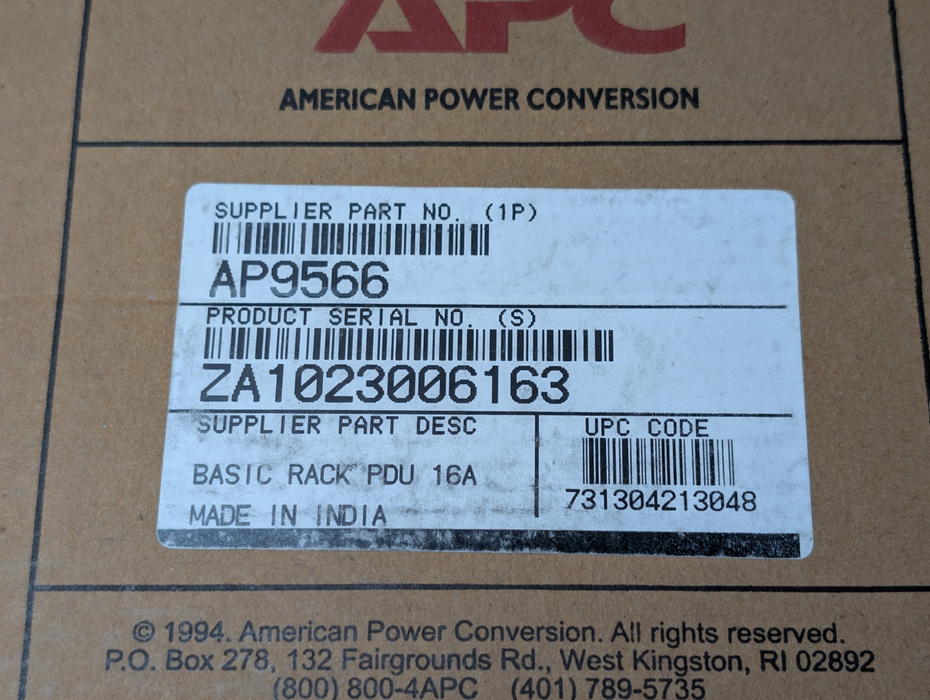 APC
AMERICAN POWER CONVERSION
SUPPLIER PART NO. (1P)
AP9566
PRODUCT SERIAL NO. (S)
ZA1023006163
SUPPLIER PART DESC
UPC CODE
BASIC RACK PDU 16A
731304213048
MADE IN INDIA
© 1994. American Power Conversion. All rights reserved.
P.O. Box 278, 132 Fairgrounds Rd., West Kingston, RI 02892
(800) 800-4APC (401) 789-5735